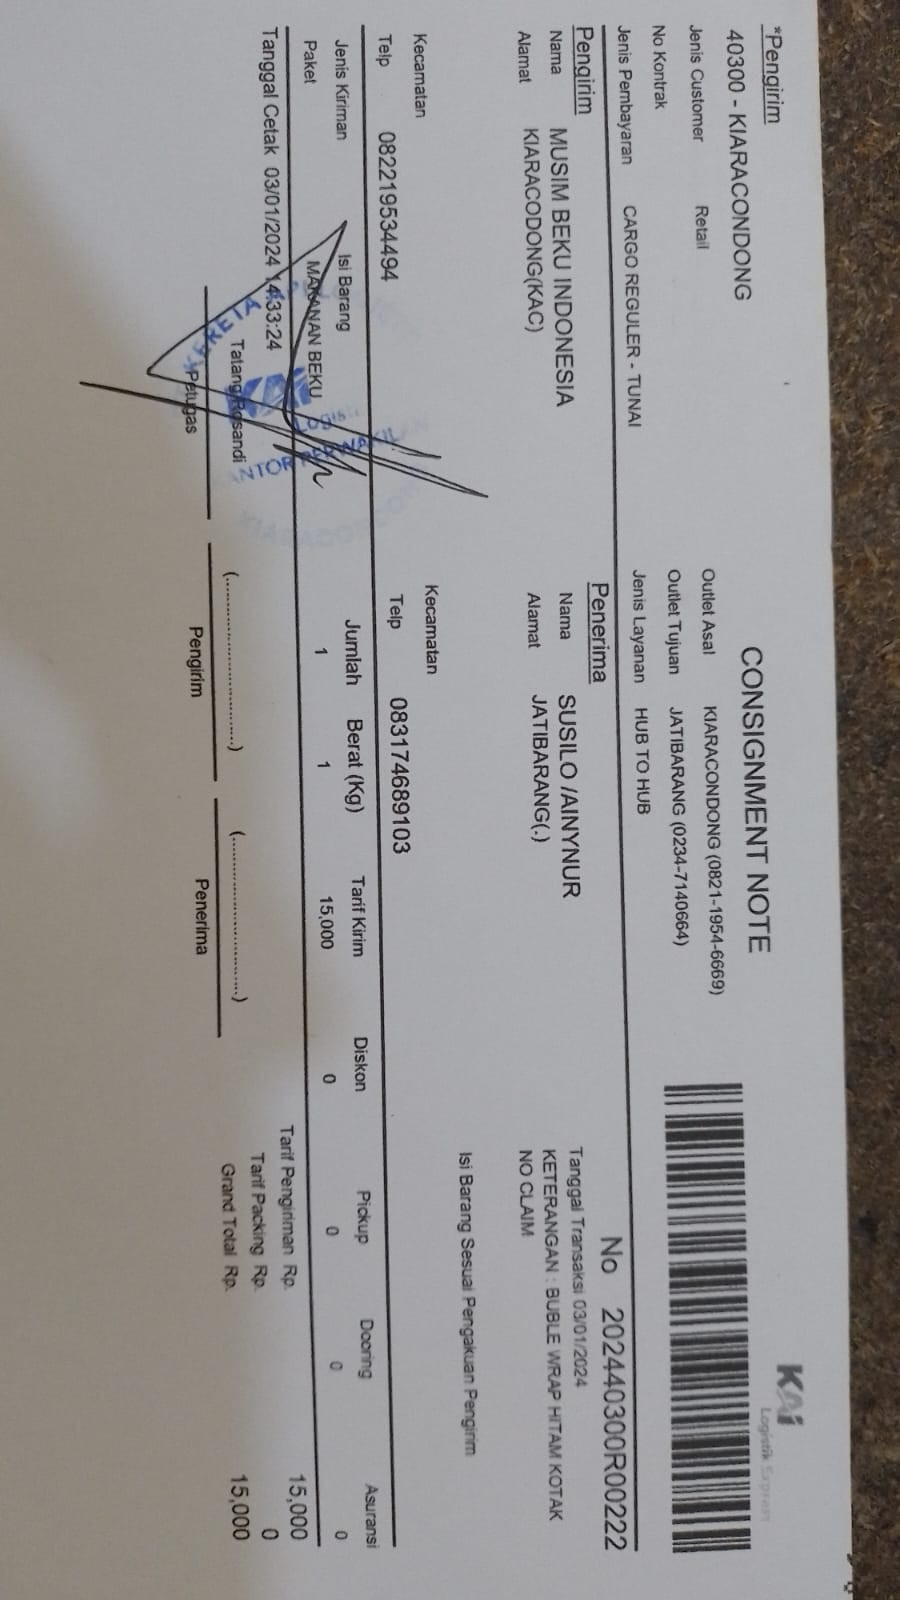 *Pengirim
40300 - KIARACONDONG
CONSIGNMENT NOTE
KAI
Logistik Express
Jenis Customer Retail
No Kontrak
Jenis Pembayaran CARGO REGULER - TUNAI
Outlet Asal KIARACONDONG (0821-1954-6669)
Outlet Tujuan JATIBARANG (0234-7140664)
Jenis Layanan HUB TO HUB
No 202440300R00222
Pengirim
Nama MUSIM BEKU INDONESIA
Alamat KIARACODONG(KAC)
Kecamatan
Telp 082219534494
Penerima
Nama SUSILO /AINYNUR
Alamat JATIBARANG(.)
Kecamatan
Telp 083174689103
Tanggal Transaksi 03/01/2024
KETERANGAN : BUBLE WRAP HITAM KOTAK
NO CLAIM
Isi Barang Sesuai Pengakuan Pengirim
Jenis Kiriman Isi Barang Jumlah Berat (Kg) Tarif Kirim Diskon Pickup Dooring Asuransi
Paket MAKANAN BEKU 1 1 15,000 0 0 0 0
Tarif Pengiriman Rp. 15,000
Tarif Packing Rp. 0
Grand Total Rp. 15,000
Tanggal Cetak 03/01/2024 14:33:24
Tatang Rosandi (........................) (........................)
Petugas Pengirim Penerima
KERETA
LOGIS
KANTOR PERWAKILAN
KIARACONDONG